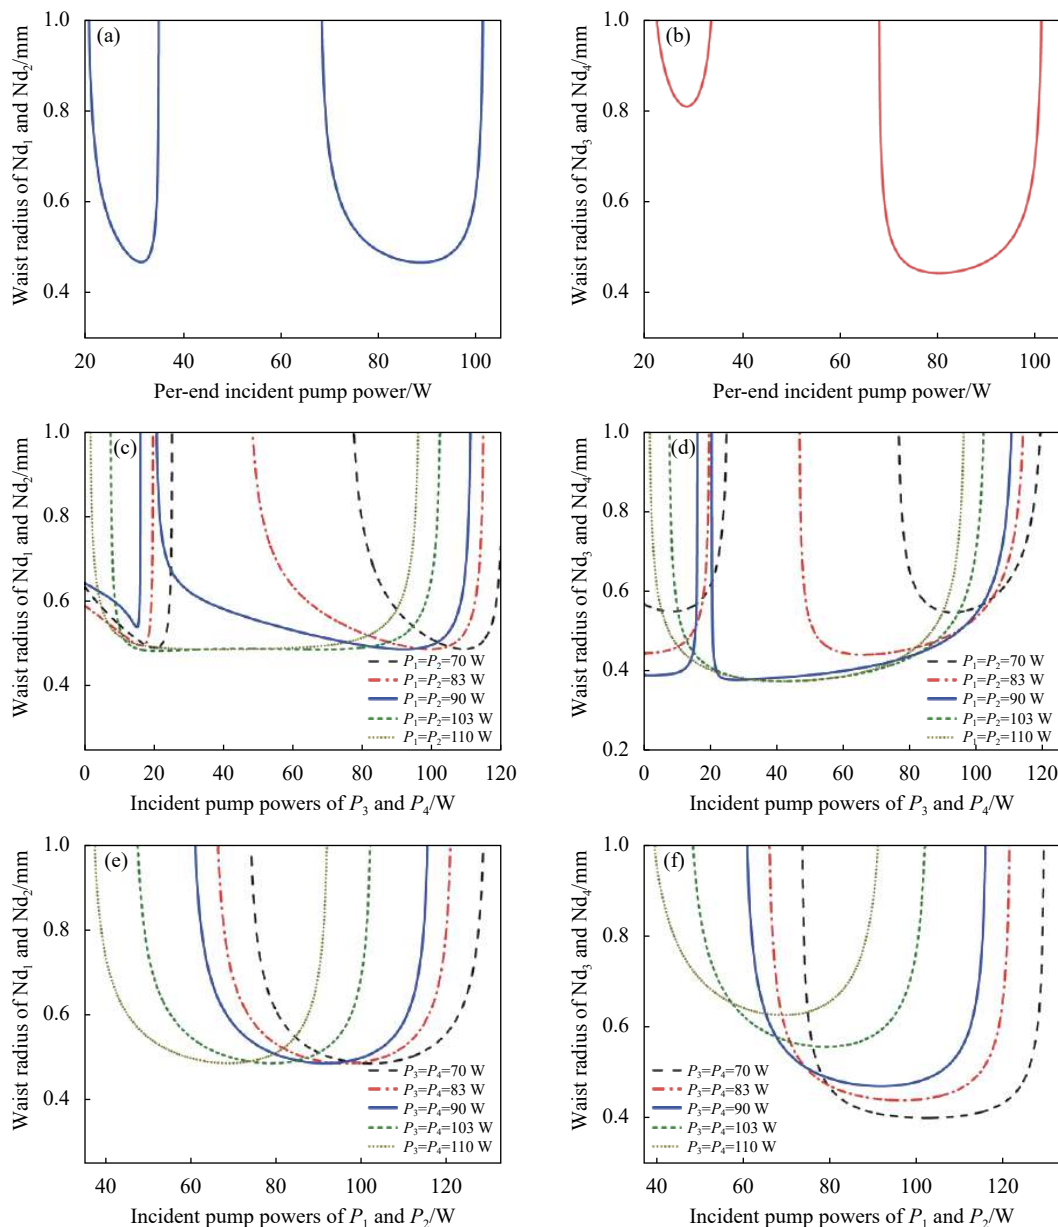 (a)
Waist radius of Nd₁ and Nd₂/mm
1.0
0.8
0.6
0.4
20 40 60 80 100
Per-end incident pump power/W
(b)
Waist radius of Nd₃ and Nd₄/mm
1.0
0.8
0.6
0.4
20 40 60 80 100
Per-end incident pump power/W
(c)
Waist radius of Nd₁ and Nd₂/mm
1.0
0.8
0.6
0.4
P₁=P₂=70 W
P₁=P₂=83 W
P₁=P₂=90 W
P₁=P₂=103 W
P₁=P₂=110 W
0 20 40 60 80 100 120
Incident pump powers of P₃ and P₄/W
(d)
Waist radius of Nd₃ and Nd₄/mm
1.0
0.8
0.6
0.4
0.2
P₁=P₂=70 W
P₁=P₂=83 W
P₁=P₂=90 W
P₁=P₂=103 W
P₁=P₂=110 W
0 20 40 60 80 100 120
Incident pump powers of P₃ and P₄/W
(e)
Waist radius of Nd₁ and Nd₂/mm
1.0
0.8
0.6
0.4
P₃=P₄=70 W
P₃=P₄=83 W
P₃=P₄=90 W
P₃=P₄=103 W
P₃=P₄=110 W
40 60 80 100 120
Incident pump powers of P₁ and P₂/W
(f)
Waist radius of Nd₃ and Nd₄/mm
1.0
0.8
0.6
0.4
P₃=P₄=70 W
P₃=P₄=83 W
P₃=P₄=90 W
P₃=P₄=103 W
P₃=P₄=110 W
40 60 80 100 120
Incident pump powers of P₁ and P₂/W